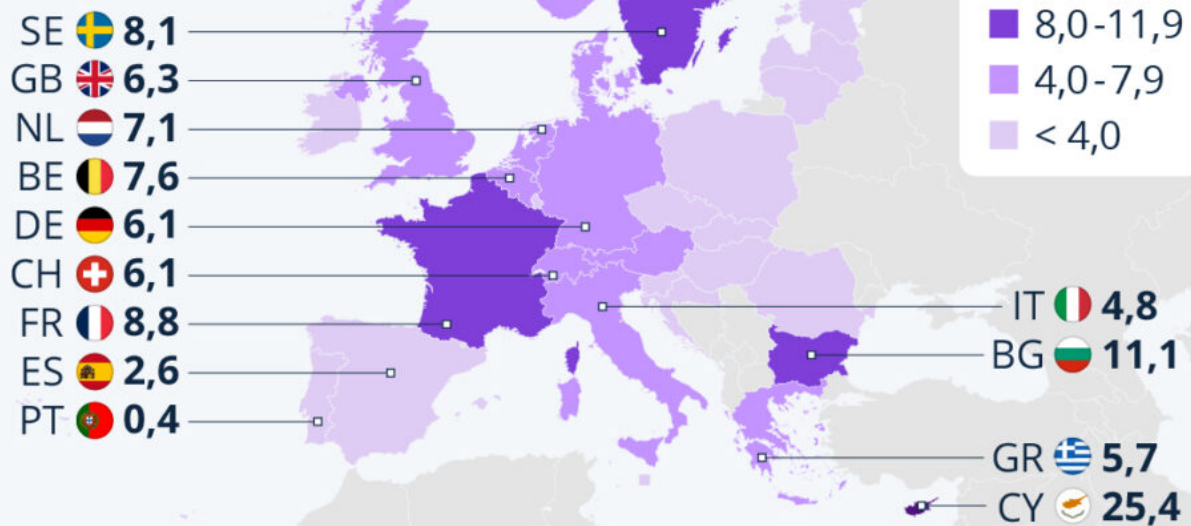 SE 8,1
GB 6,3
NL 7,1
BE 7,6
DE 6,1
CH 6,1
FR 8,8
ES 2,6
PT 0,4
8,0-11,9
4,0-7,9
< 4,0
IT 4,8
BG 11,1
GR 5,7
CY 25,4